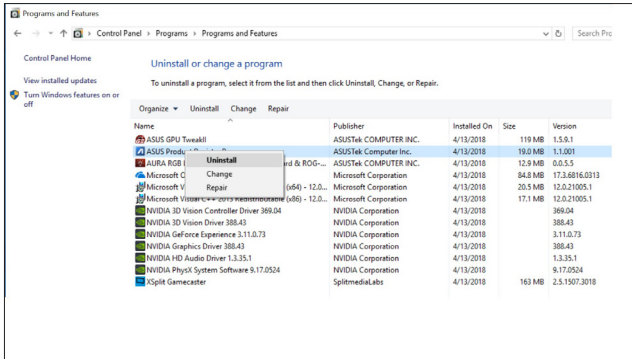 Programs and Features
Control Panel > Programs > Programs and Features
Search Pro
Control Panel Home
View installed updates
Turn Windows features on or off
Uninstall or change a program
To uninstall a program, select it from the list and then click Uninstall, Change, or Repair.
Organize Uninstall Change Repair
Name Publisher Installed On Size Version
ASUS GPU TweakII ASUSTek COMPUTER INC. 4/13/2018 119 MB 1.5.9.1
ASUS Product ASUSTek Computer Inc. 4/13/2018 19.0 MB 1.1.001
AURA RGB rd & ROG-... ASUSTek COMPUTER INC. 4/13/2018 12.9 MB 0.0.5.5
Microsoft O Microsoft Corporation 4/13/2018 84.8 MB 17.3.6816.0313
Microsoft V (x64) - 12.0... Microsoft Corporation 4/13/2018 20.5 MB 12.0.21005.1
Microsoft Visual C++ 2013 Redistributable (x86) - 12.0... Microsoft Corporation 4/13/2018 17.1 MB 12.0.21005.1
NVIDIA 3D Vision Controller Driver 369.04 NVIDIA Corporation 4/13/2018 369.04
NVIDIA 3D Vision Driver 388.43 NVIDIA Corporation 4/13/2018 388.43
NVIDIA GeForce Experience 3.11.0.73 NVIDIA Corporation 4/13/2018 3.11.0.73
NVIDIA Graphics Driver 388.43 NVIDIA Corporation 4/13/2018 388.43
NVIDIA HD Audio Driver 1.3.35.1 NVIDIA Corporation 4/13/2018 1.3.35.1
NVIDIA PhysX System Software 9.17.0524 NVIDIA Corporation 4/13/2018 9.17.0524
XSplit Gamecaster SplitmediaLabs 4/13/2018 163 MB 2.5.1507.3018
Uninstall
Change
Repair